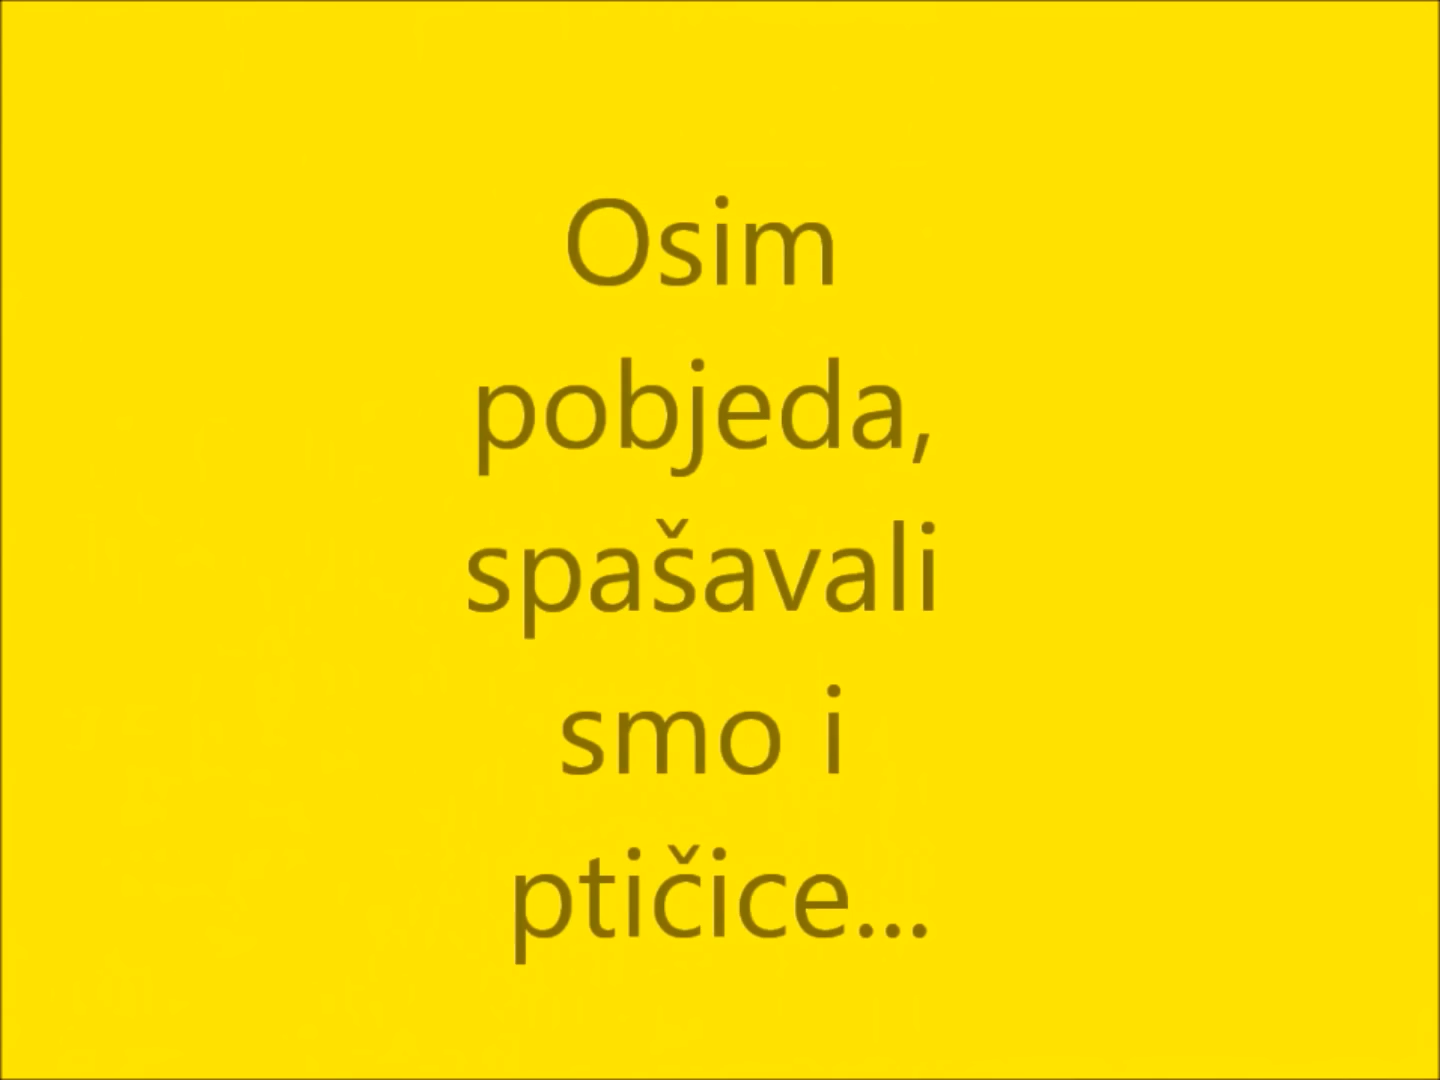 Osim
pobjeda,
spašavali
smo i
ptičice...